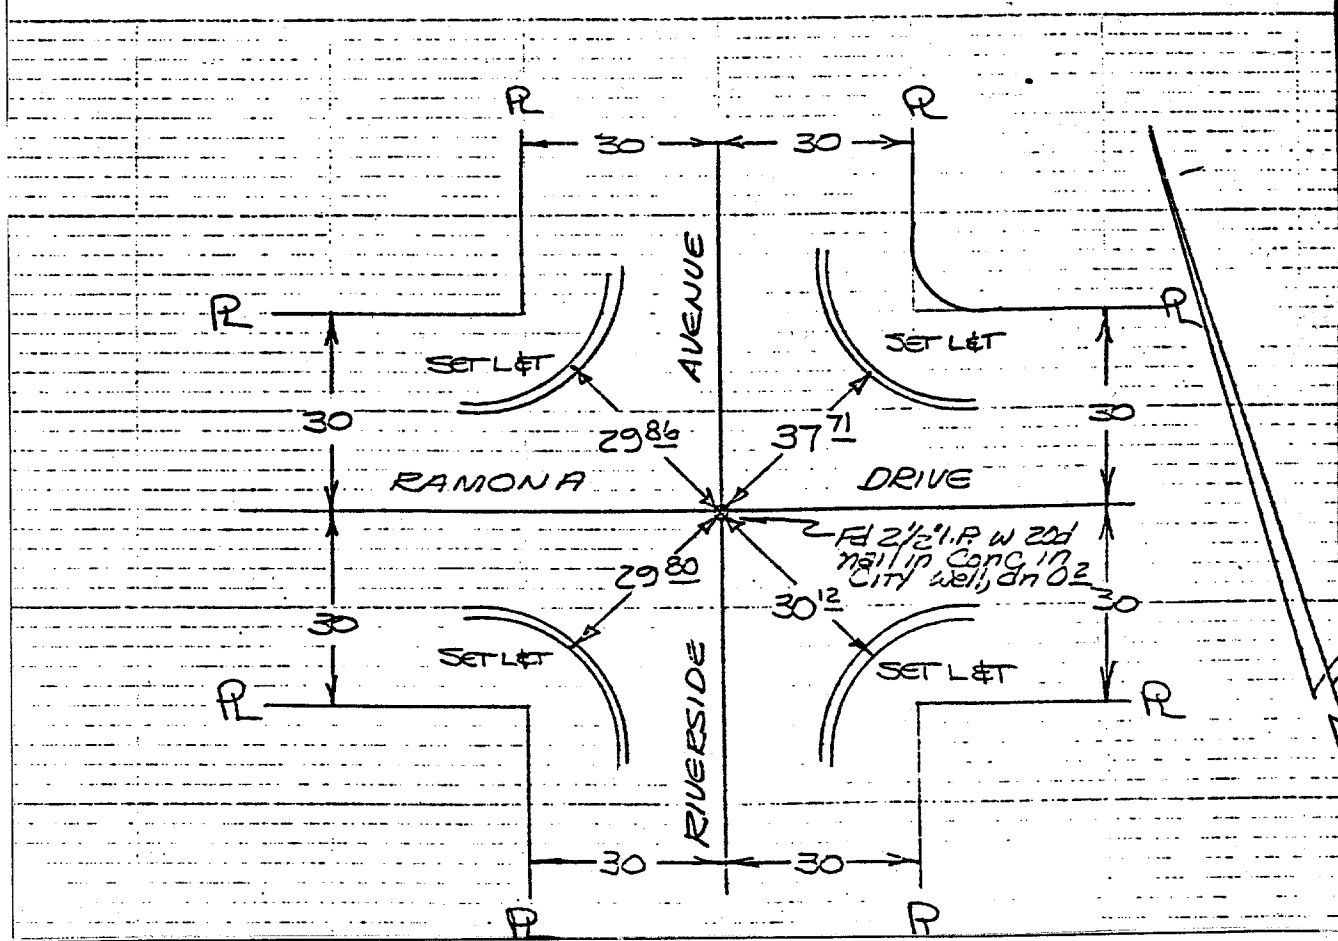 PL PL
30 30
AVENUE
PL PL
SET L&T SET L&T
30 30
29 86 37 71
RAMONA DRIVE
Fd 2 1/2" I.P. w 20d
nail in Conc in
City well, dn 0 2
29 80 30 12
30 30
SET L&T SET L&T
RIVERSIDE
PL PL
30 30
PL PL